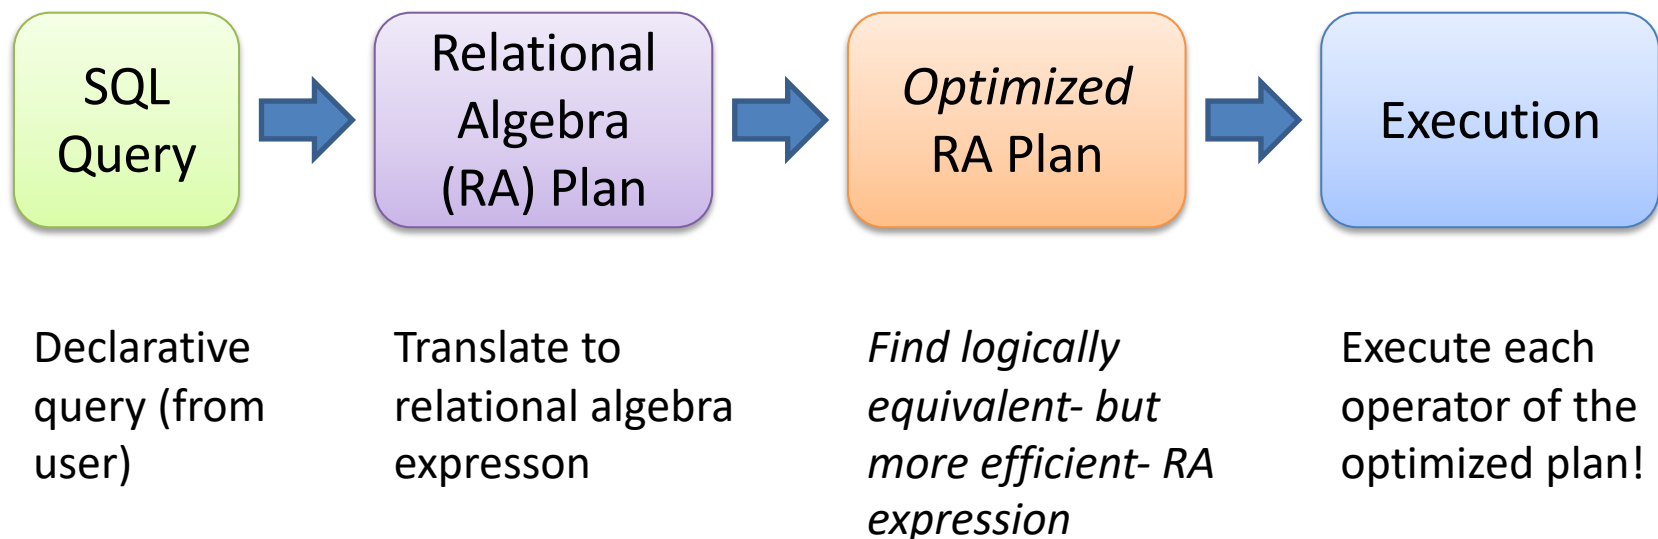 SQL
Query
Relational
Algebra
(RA) Plan
Optimized
RA Plan
Execution
Declarative
query (from
user)
Translate to
relational algebra
expresson
Find logically
equivalent- but
more efficient- RA
expression
Execute each
operator of the
optimized plan!